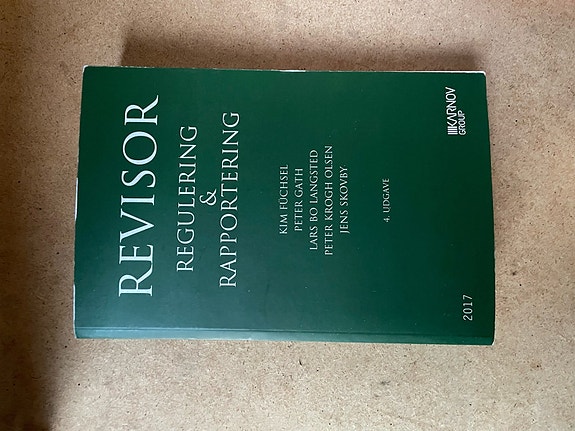 REVISOR
REGULERING
&
RAPPORTERING
KIM FÜCHSEL
PETER GATH
LARS BO LANGSTED
PETER KROGH OLSEN
JENS SKOVBY
4. UDGAVE
2017
KARNOV
GROUP